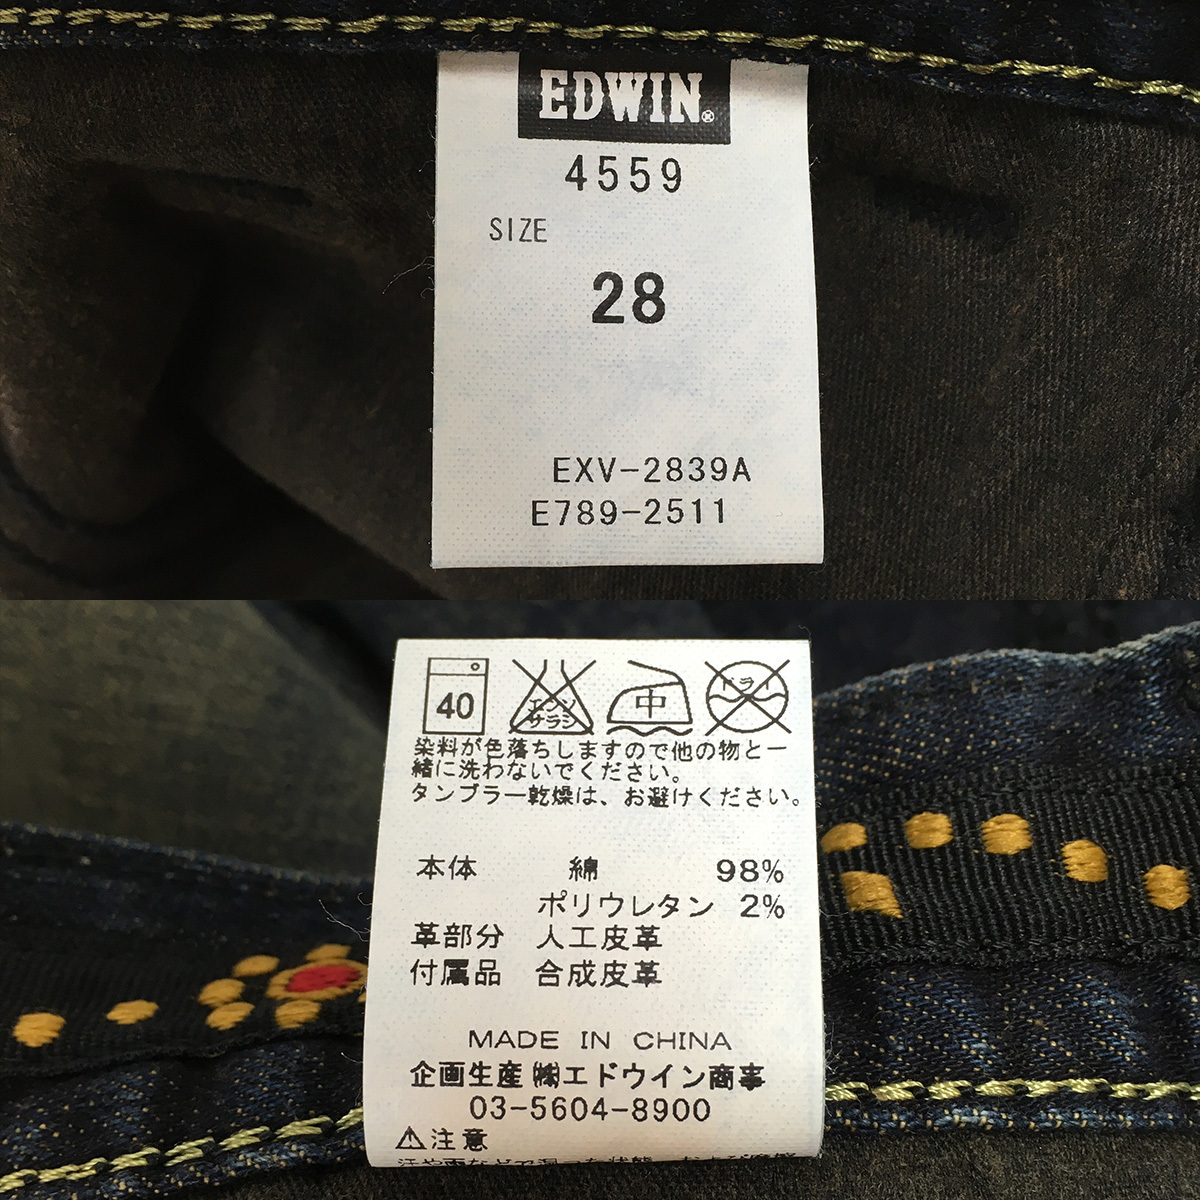 EDWIN®
4559
SIZE
28
EXV-2839A
E789-2511
40 エンソ サラシ 中 ドライ
染料が色落ちしますので他の物と一
緒に洗わないでください。
タンブラー乾燥は、お避けください。
本体 綿 98%
ポリウレタン 2%
革部分 人工皮革
付属品 合成皮革
MADE IN CHINA
企画生産㈱エドウイン商事
03-5604-8900
⚠注意